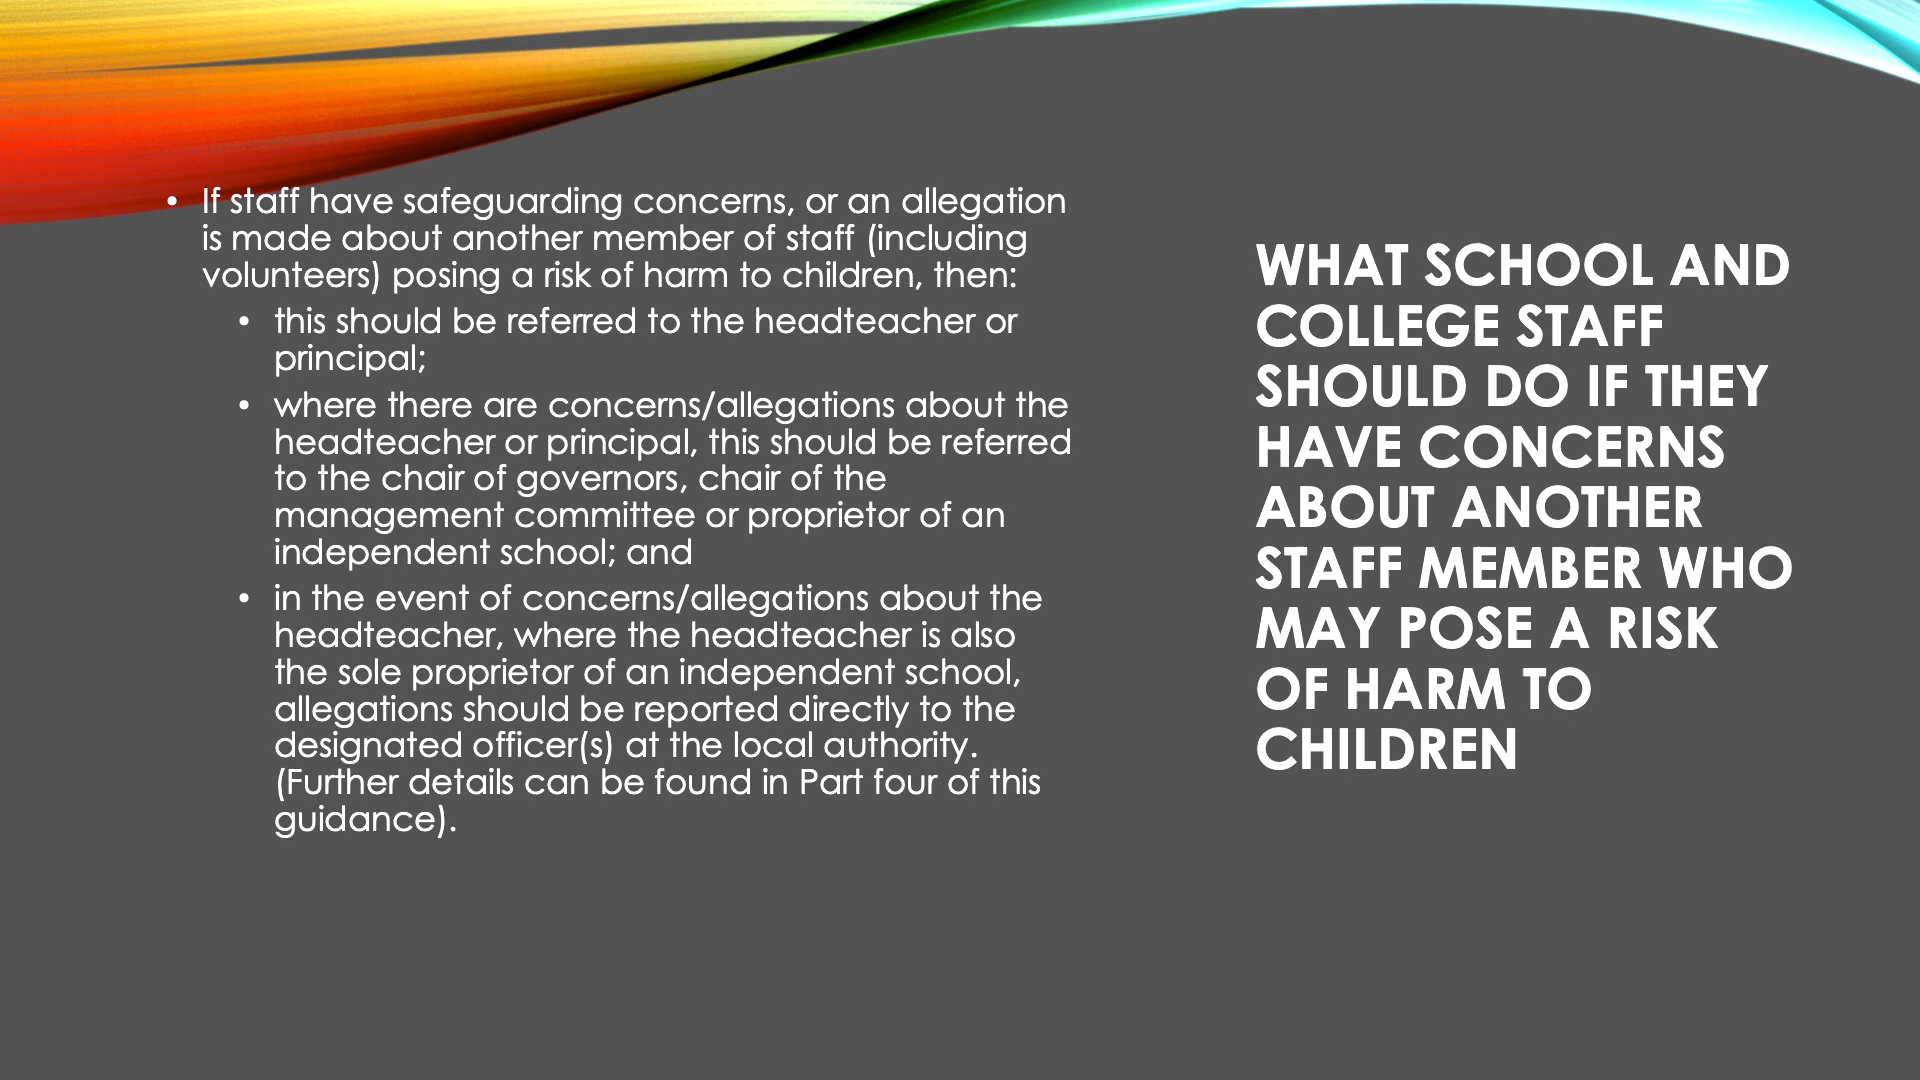 • If staff have safeguarding concerns, or an allegation
is made about another member of staff (including
volunteers) posing a risk of harm to children, then:
• this should be referred to the headteacher or
principal;
• where there are concerns/allegations about the
headteacher or principal, this should be referred
to the chair of governors, chair of the
management committee or proprietor of an
independent school; and
• in the event of concerns/allegations about the
headteacher, where the headteacher is also
the sole proprietor of an independent school,
allegations should be reported directly to the
designated officer(s) at the local authority.
(Further details can be found in Part four of this
guidance).
WHAT SCHOOL AND
COLLEGE STAFF
SHOULD DO IF THEY
HAVE CONCERNS
ABOUT ANOTHER
STAFF MEMBER WHO
MAY POSE A RISK
OF HARM TO
CHILDREN